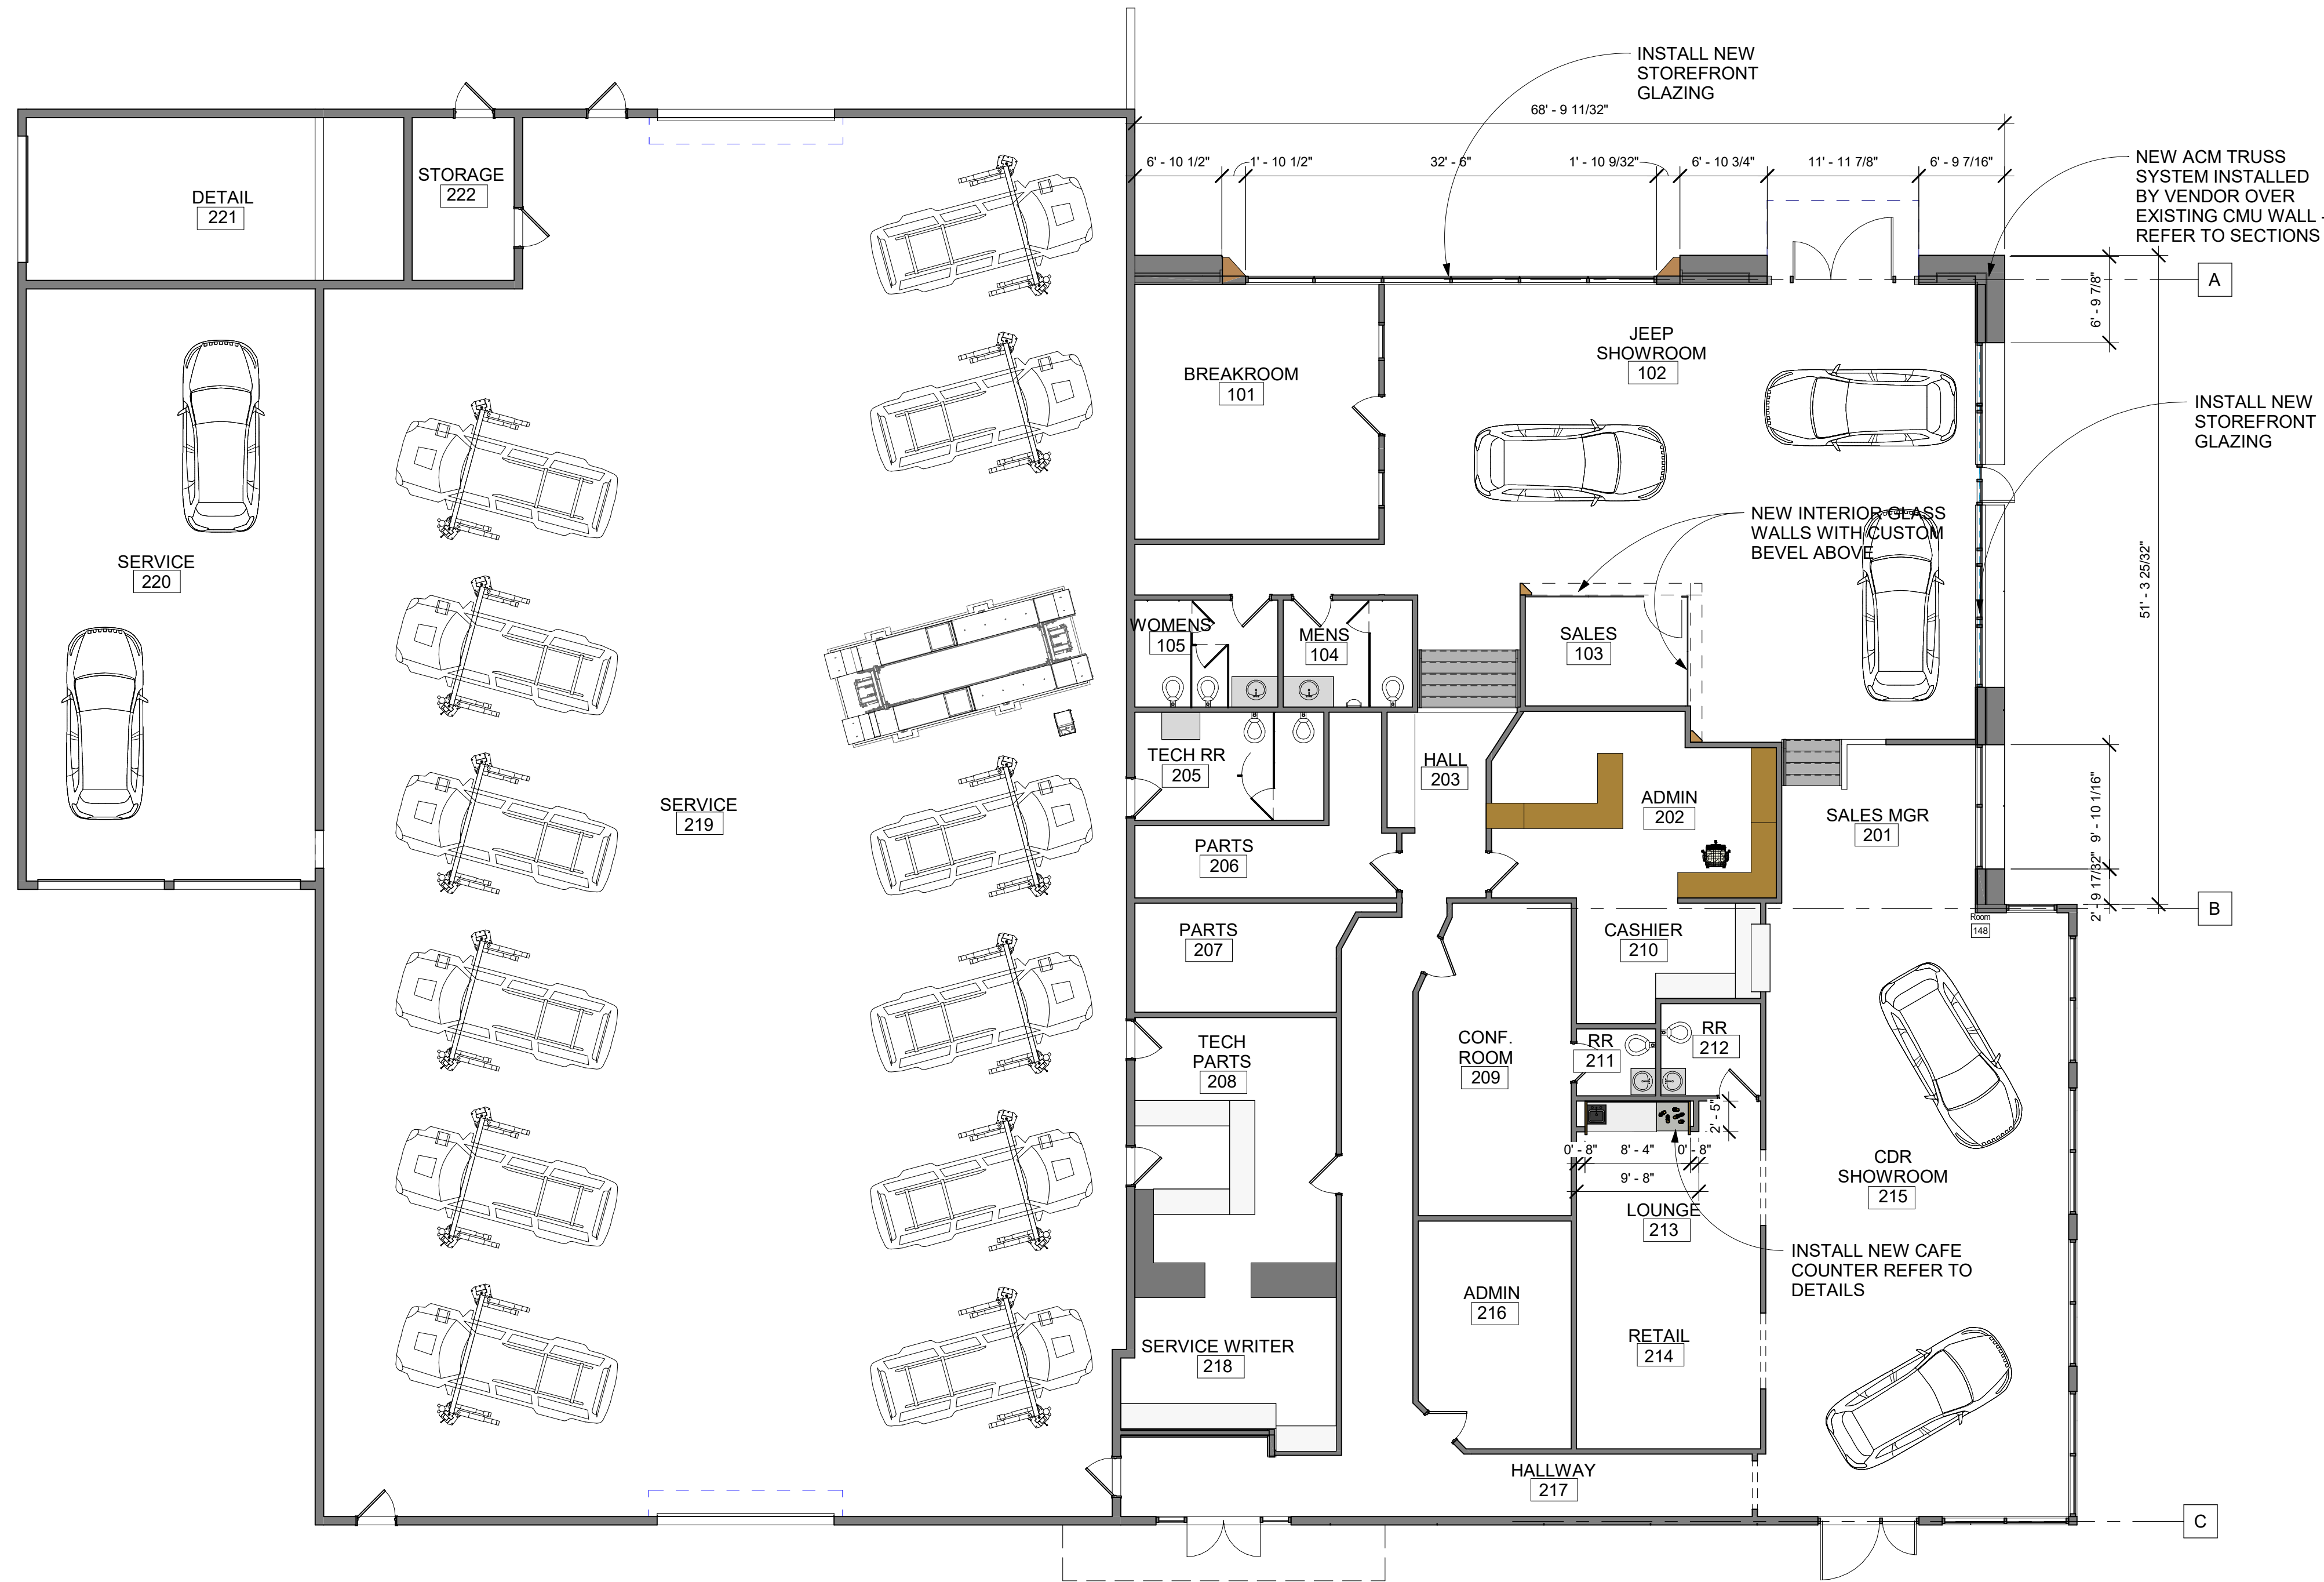 INSTALL NEW
STOREFRONT
GLAZING
68' - 9 11/32"
6' - 10 1/2"
1' - 10 1/2"
32' - 6"
1' - 10 9/32"
6' - 10 3/4"
11' - 11 7/8"
6' - 9 7/16"
NEW ACM TRUSS
SYSTEM INSTALLED
BY VENDOR OVER
EXISTING CMU WALL -
REFER TO SECTIONS
A
6' - 9 7/8"
51' - 3 25/32"
DETAIL
221
STORAGE
222
JEEP
SHOWROOM
102
BREAKROOM
101
INSTALL NEW
STOREFRONT
GLAZING
NEW INTERIOR GLASS
WALLS WITH CUSTOM
BEVEL ABOVE
SERVICE
220
WOMENS
105
MENS
104
SALES
103
TECH RR
205
HALL
203
ADMIN
202
SERVICE
219
SALES MGR
201
9' - 10 1/16"
2' - 9 17/32"
PARTS
206
B
Room
148
PARTS
207
CASHIER
210
TECH
PARTS
208
CONF.
ROOM
209
RR
211
RR
212
2' - 5"
0' - 8"
8' - 4"
0' - 8"
9' - 8"
CDR
SHOWROOM
215
LOUNGE
213
INSTALL NEW CAFE
COUNTER REFER TO
DETAILS
ADMIN
216
RETAIL
214
SERVICE WRITER
218
HALLWAY
217
C